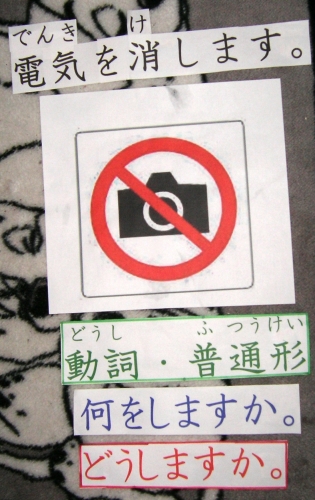 でんき け
電気を消します。
どうし ふつうけい
動詞・普通形
何をしますか。
どうしますか。